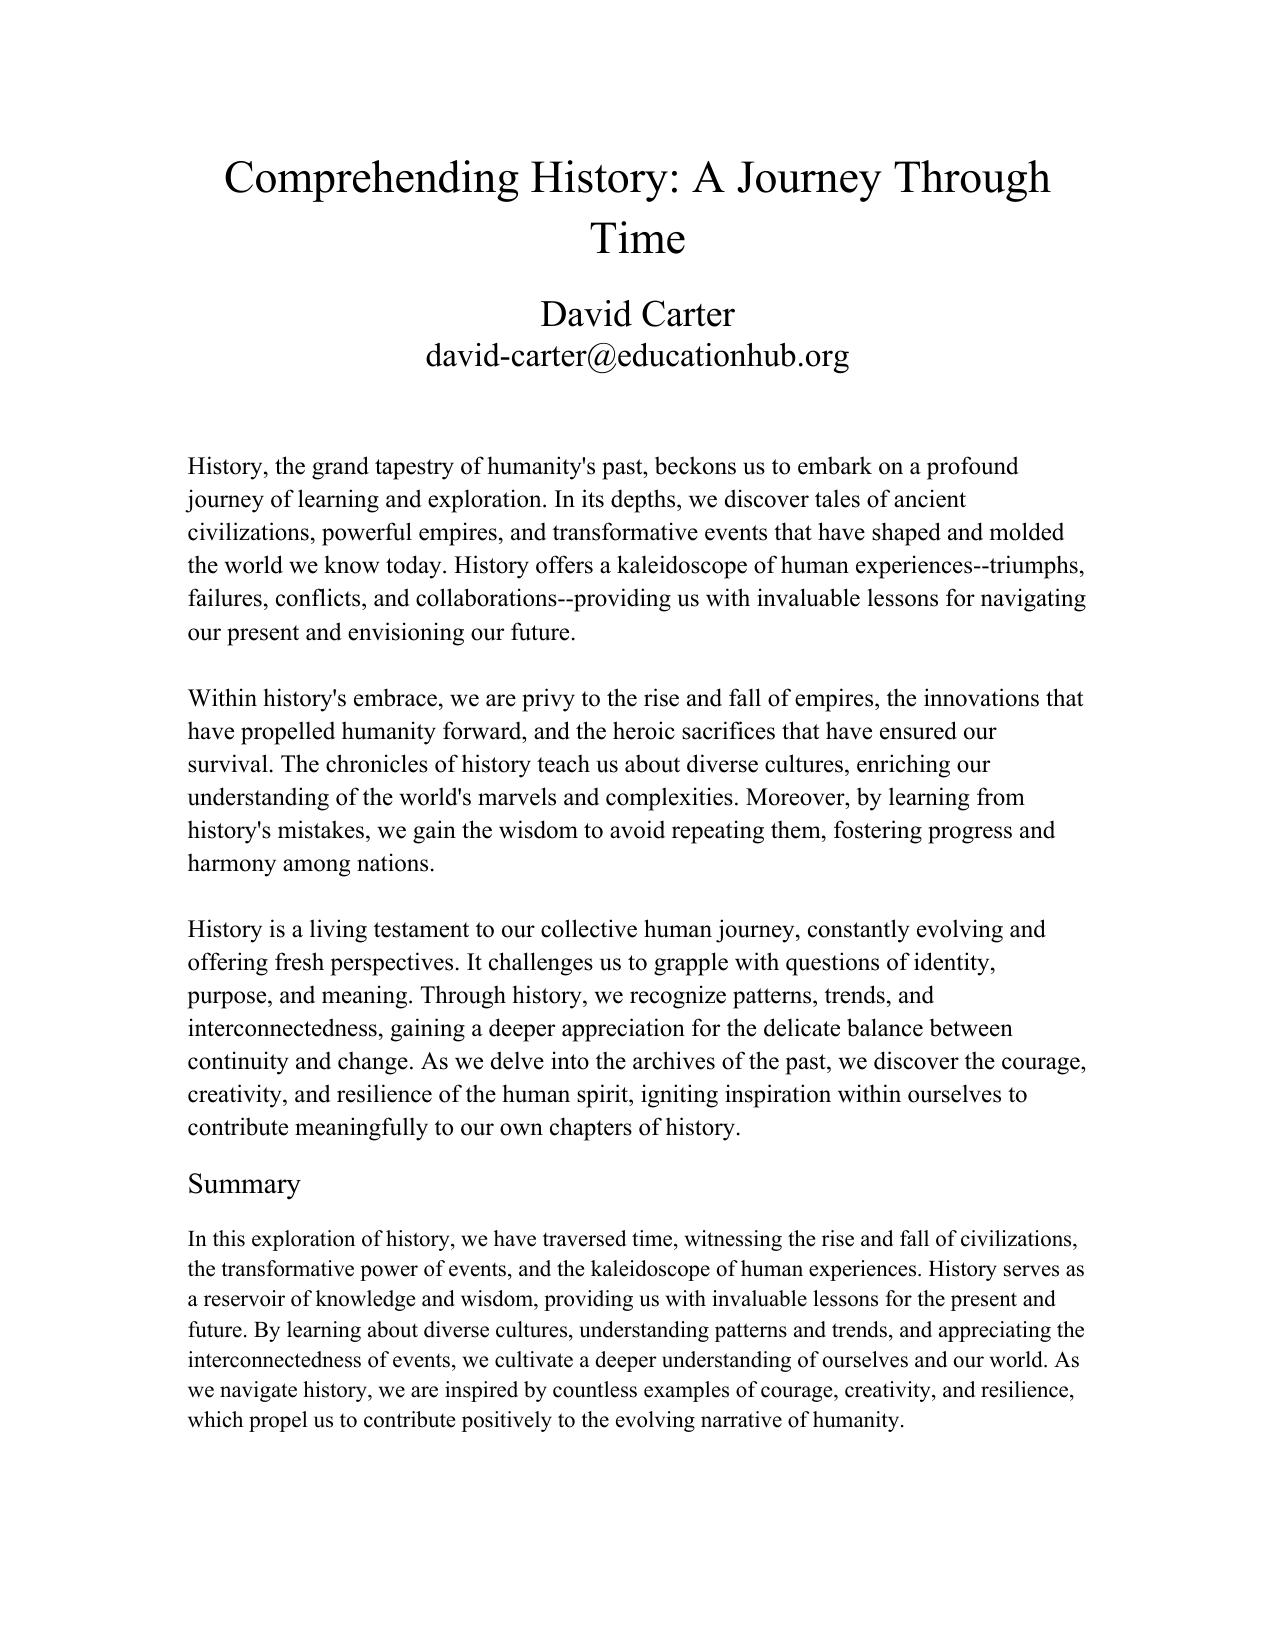 Comprehending History: A Journey Through
Time
David Carter
david-carter@educationhub.org
History, the grand tapestry of humanity's past, beckons us to embark on a profound
journey of learning and exploration. In its depths, we discover tales of ancient
civilizations, powerful empires, and transformative events that have shaped and molded
the world we know today. History offers a kaleidoscope of human experiences--triumphs,
failures, conflicts, and collaborations--providing us with invaluable lessons for navigating
our present and envisioning our future.
Within history's embrace, we are privy to the rise and fall of empires, the innovations that
have propelled humanity forward, and the heroic sacrifices that have ensured our
survival. The chronicles of history teach us about diverse cultures, enriching our
understanding of the world's marvels and complexities. Moreover, by learning from
history's mistakes, we gain the wisdom to avoid repeating them, fostering progress and
harmony among nations.
History is a living testament to our collective human journey, constantly evolving and
offering fresh perspectives. It challenges us to grapple with questions of identity,
purpose, and meaning. Through history, we recognize patterns, trends, and
interconnectedness, gaining a deeper appreciation for the delicate balance between
continuity and change. As we delve into the archives of the past, we discover the courage,
creativity, and resilience of the human spirit, igniting inspiration within ourselves to
contribute meaningfully to our own chapters of history.
Summary
In this exploration of history, we have traversed time, witnessing the rise and fall of civilizations,
the transformative power of events, and the kaleidoscope of human experiences. History serves as
a reservoir of knowledge and wisdom, providing us with invaluable lessons for the present and
future. By learning about diverse cultures, understanding patterns and trends, and appreciating the
interconnectedness of events, we cultivate a deeper understanding of ourselves and our world. As
we navigate history, we are inspired by countless examples of courage, creativity, and resilience,
which propel us to contribute positively to the evolving narrative of humanity.